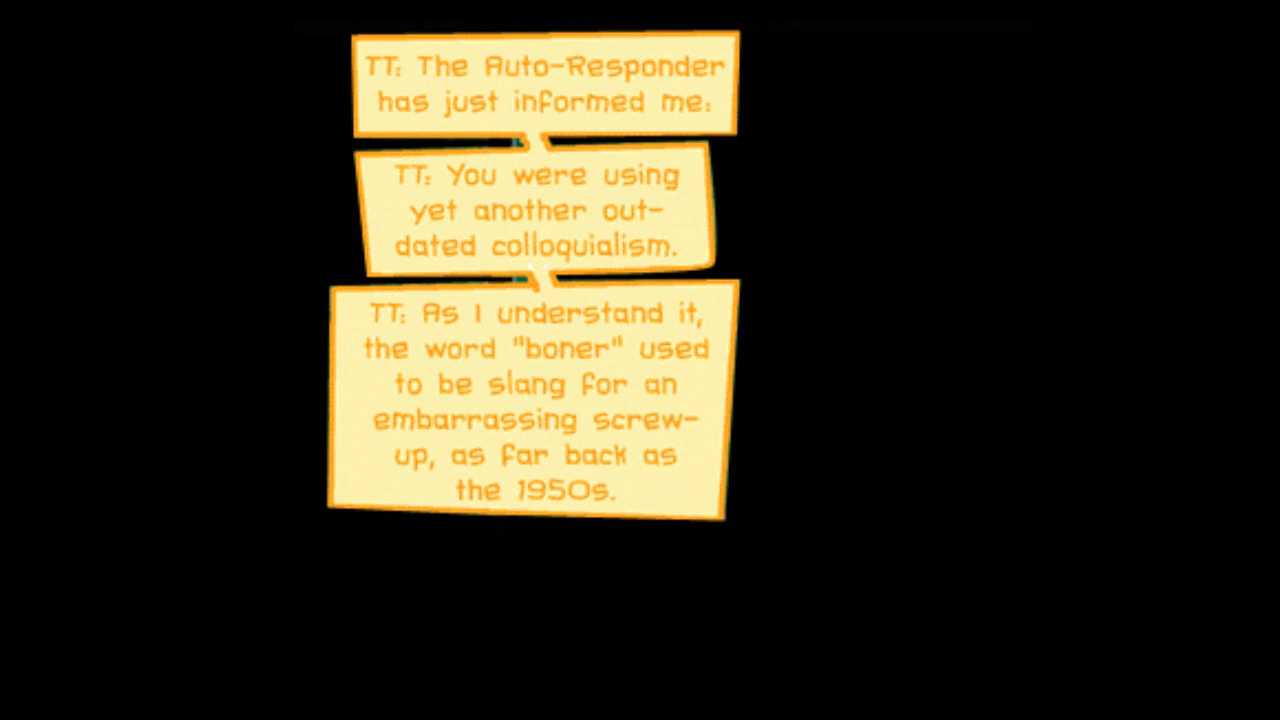 TT: The Auto-Responder
has just informed me:
TT: You were using
yet another out-
dated colloquialism.
TT: As I understand it,
the word "boner" used
to be slang for an
embarrassing screw-
up, as far back as
the 1950s.